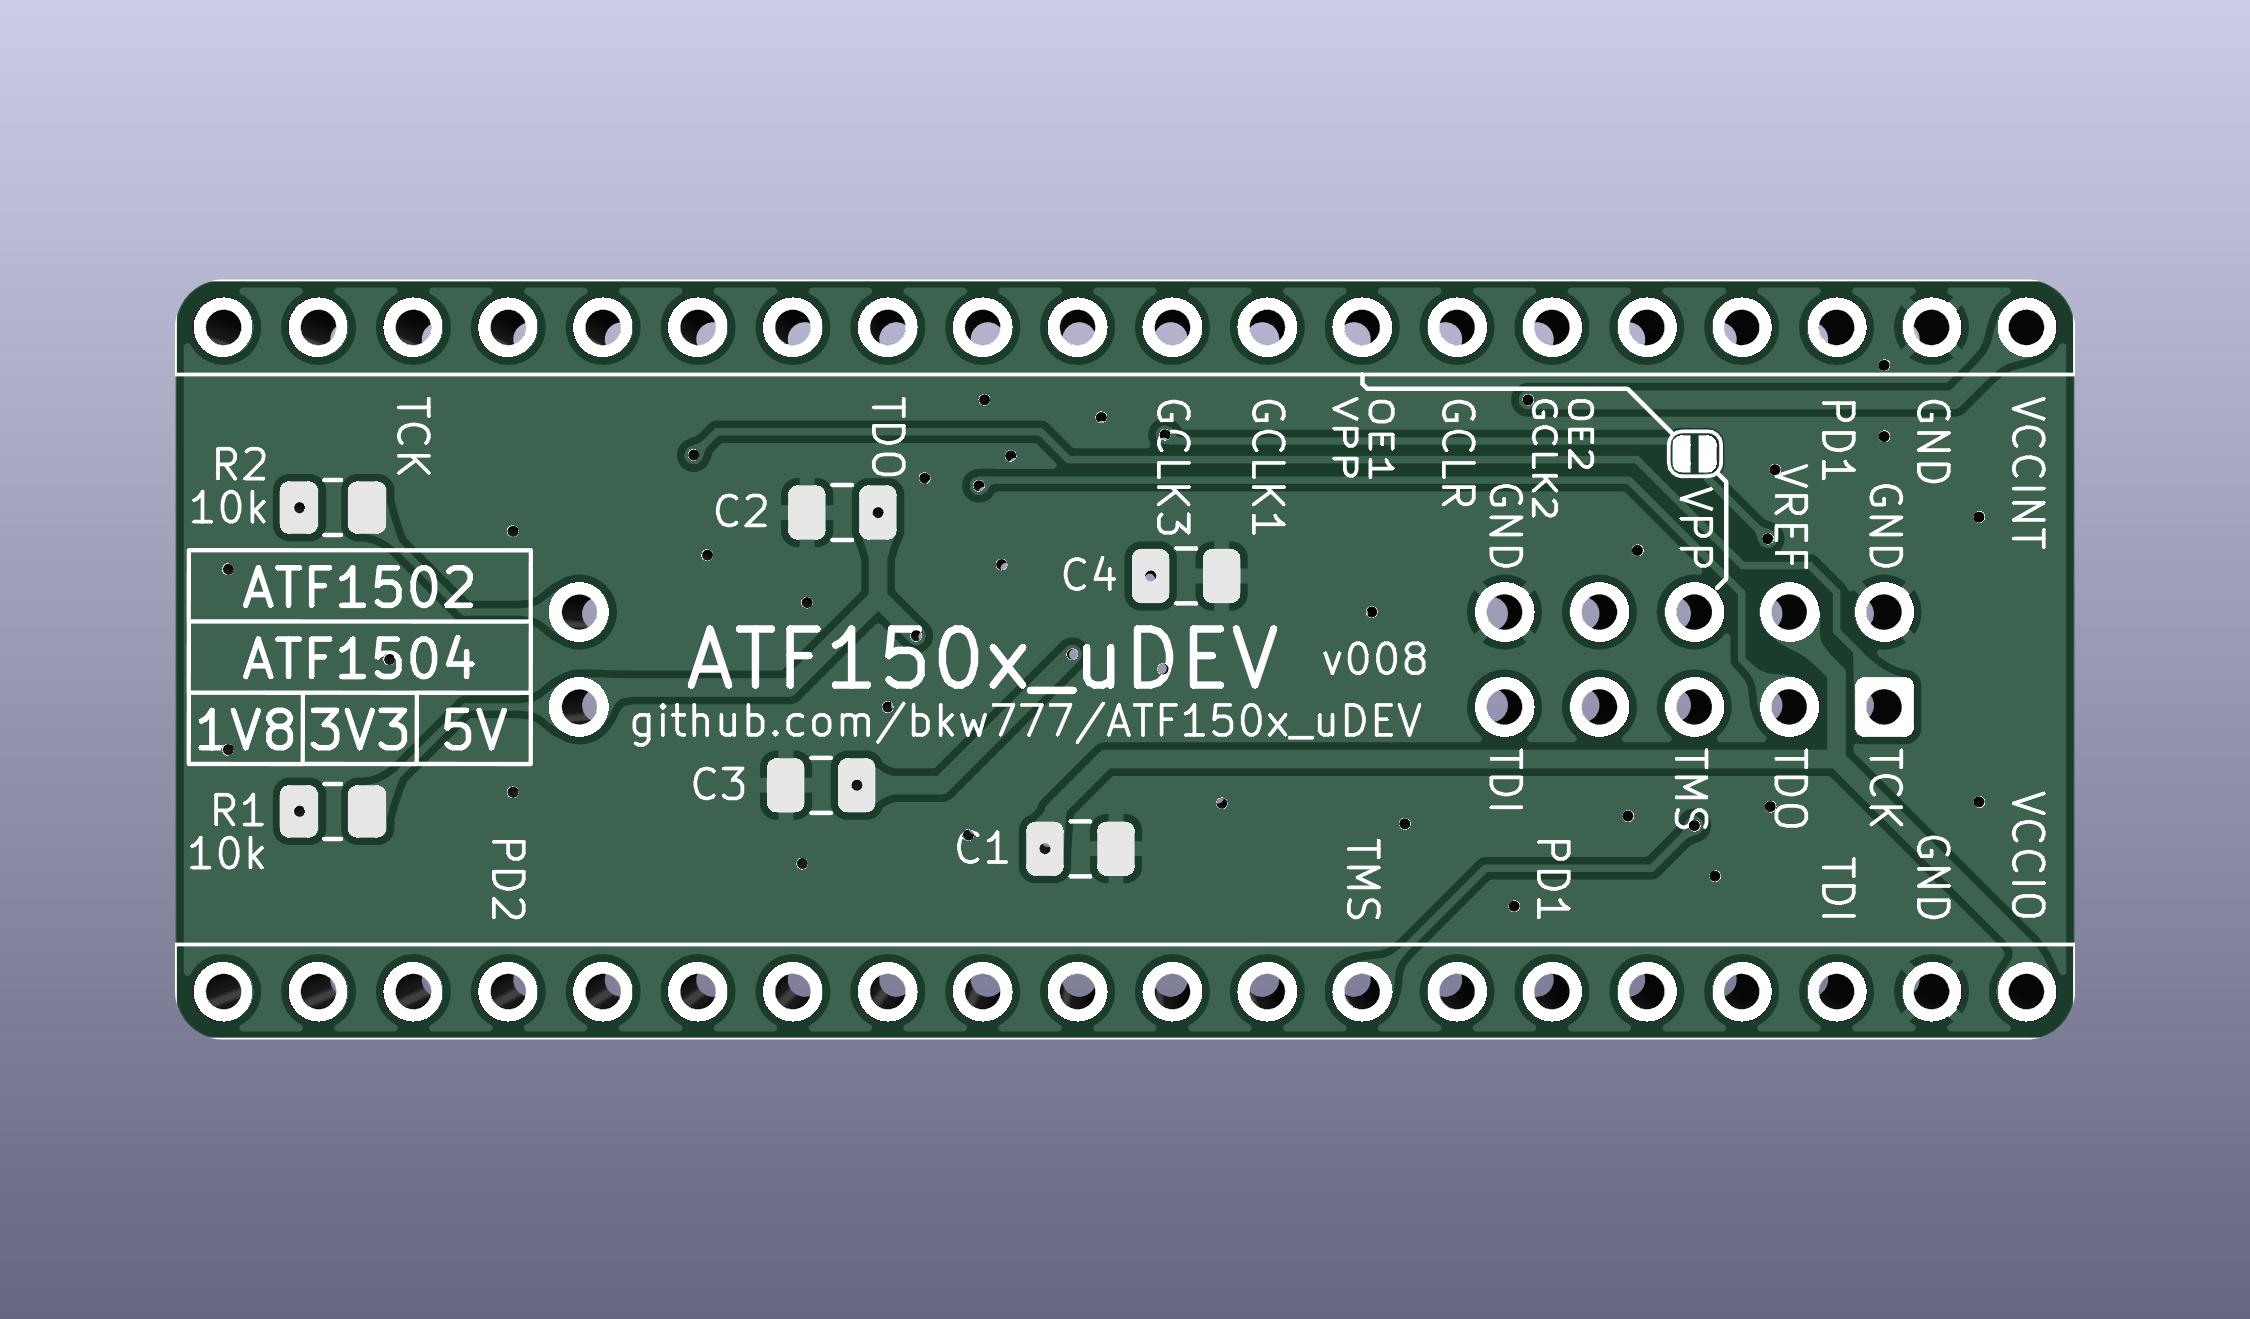 TCK
TDO
GCLK3
GCLK1
OE1
VPP
GCLR
OE2
GCLK2
PD1
GND
VCCINT
R2
10k
C2
C4
GND
VPP
VREF
GND
ATF1502
ATF1504
1V8 3V3 5V
ATF150x_uDEV v008
github.com/bkw777/ATF150x_uDEV
R1
10k
C3
C1
TDI
TMS
TDO
TCK
PD2
TMS
PD1
TDI
GND
VCCIO